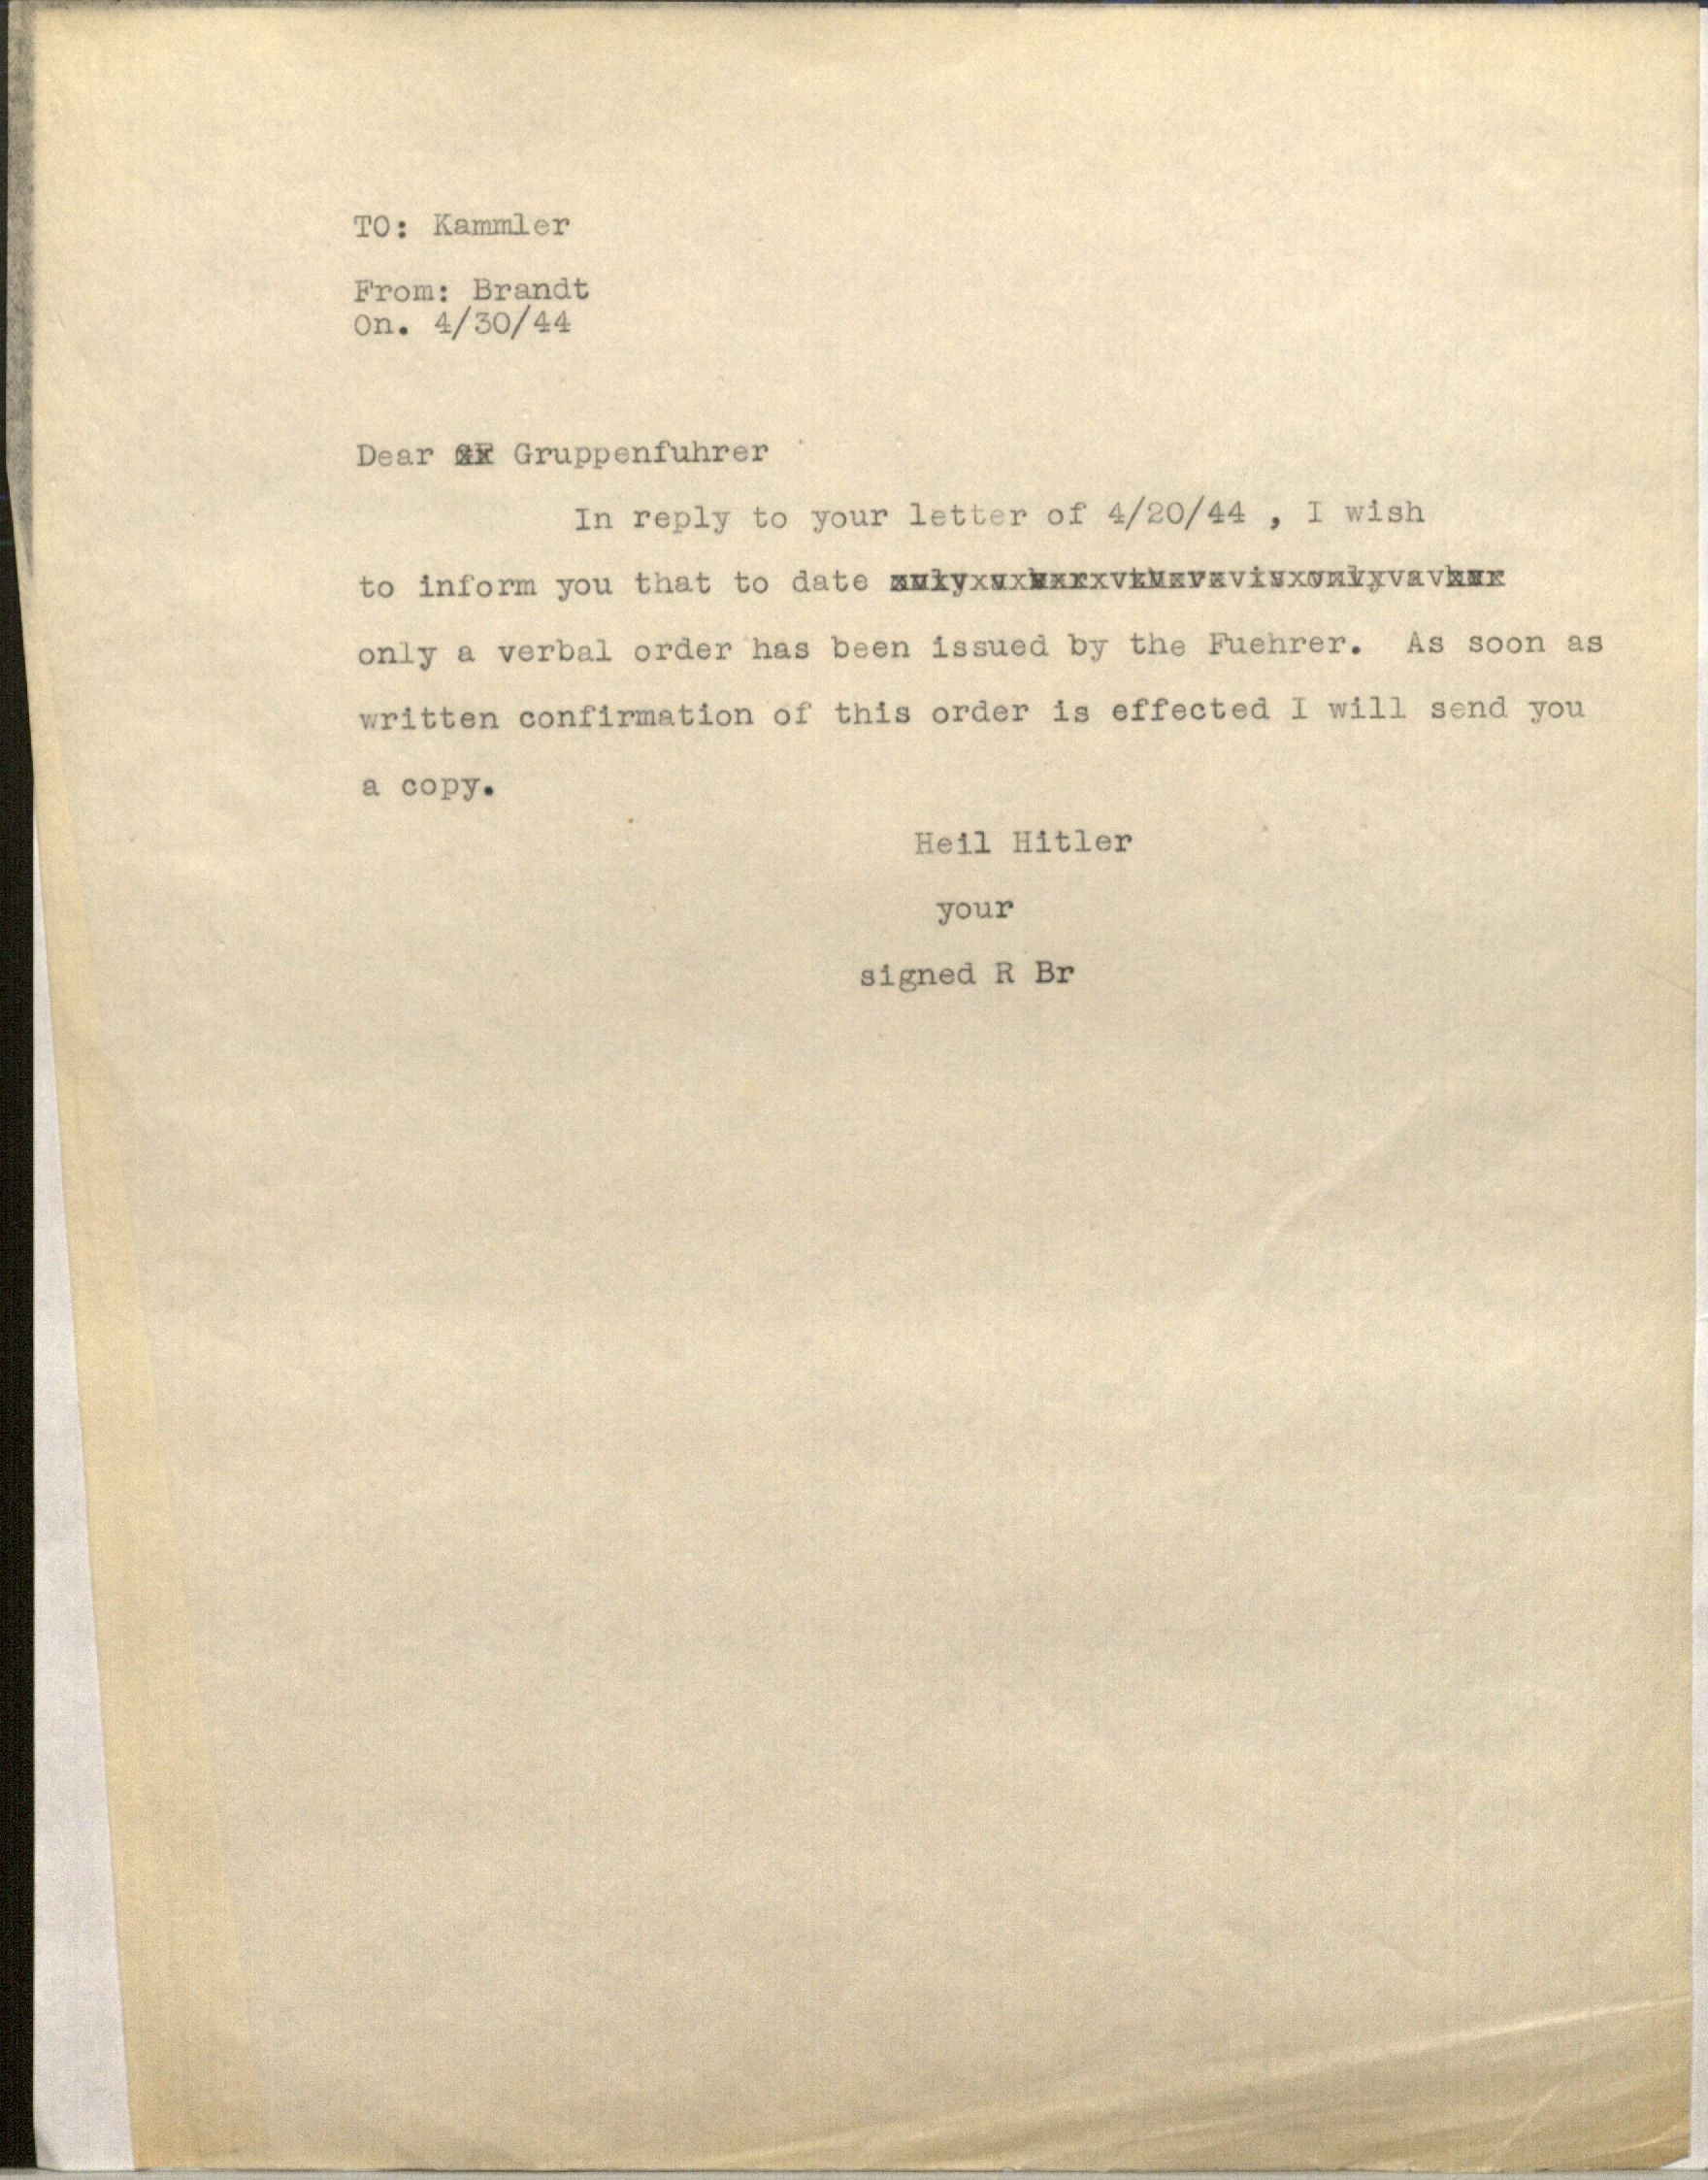 TO: Kammler
From: Brandt
On. 4/30/44
Dear Gruppenfuhrer
In reply to your letter of 4/20/44 , I wish
to inform you that to date
only a verbal order has been issued by the Fuehrer. As soon as
written confirmation of this order is effected I will send you
a copy.
Heil Hitler
your
signed R Br